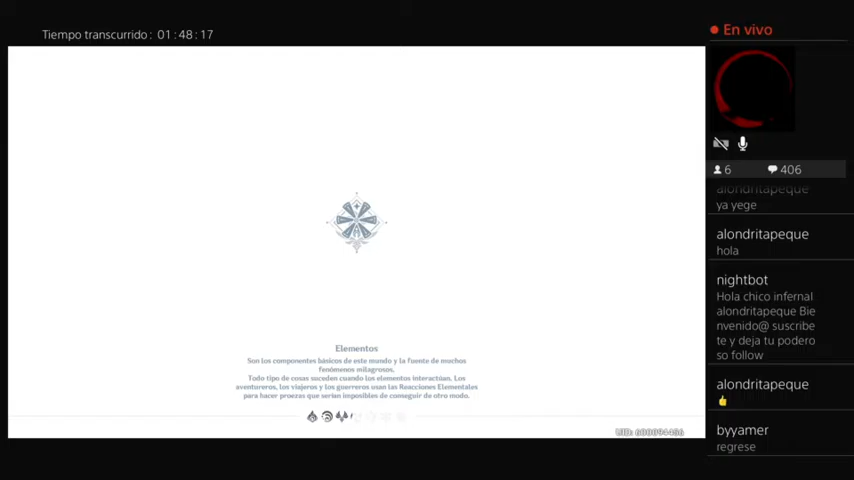 Tiempo transcurrido: 01:48:17
En vivo
6 406
alondritapeque
ya yege
alondritapeque
hola
nightbot
Hola chico infernal
alondritapeque Bie
nvenido@ suscribe
te y deja tu podero
so follow
alondritapeque
byyamer
regrese
Elementos
Son los componentes básicos de este mundo y la fuente de muchos
fenómenos milagrosos.
Todo tipo de cosas suceden cuando los elementos interactúan. Los
aventureros, los viajeros y los guerreros usan las Reacciones Elementales
para hacer proezas que serían imposibles de conseguir de otro modo.
UID: 600094486